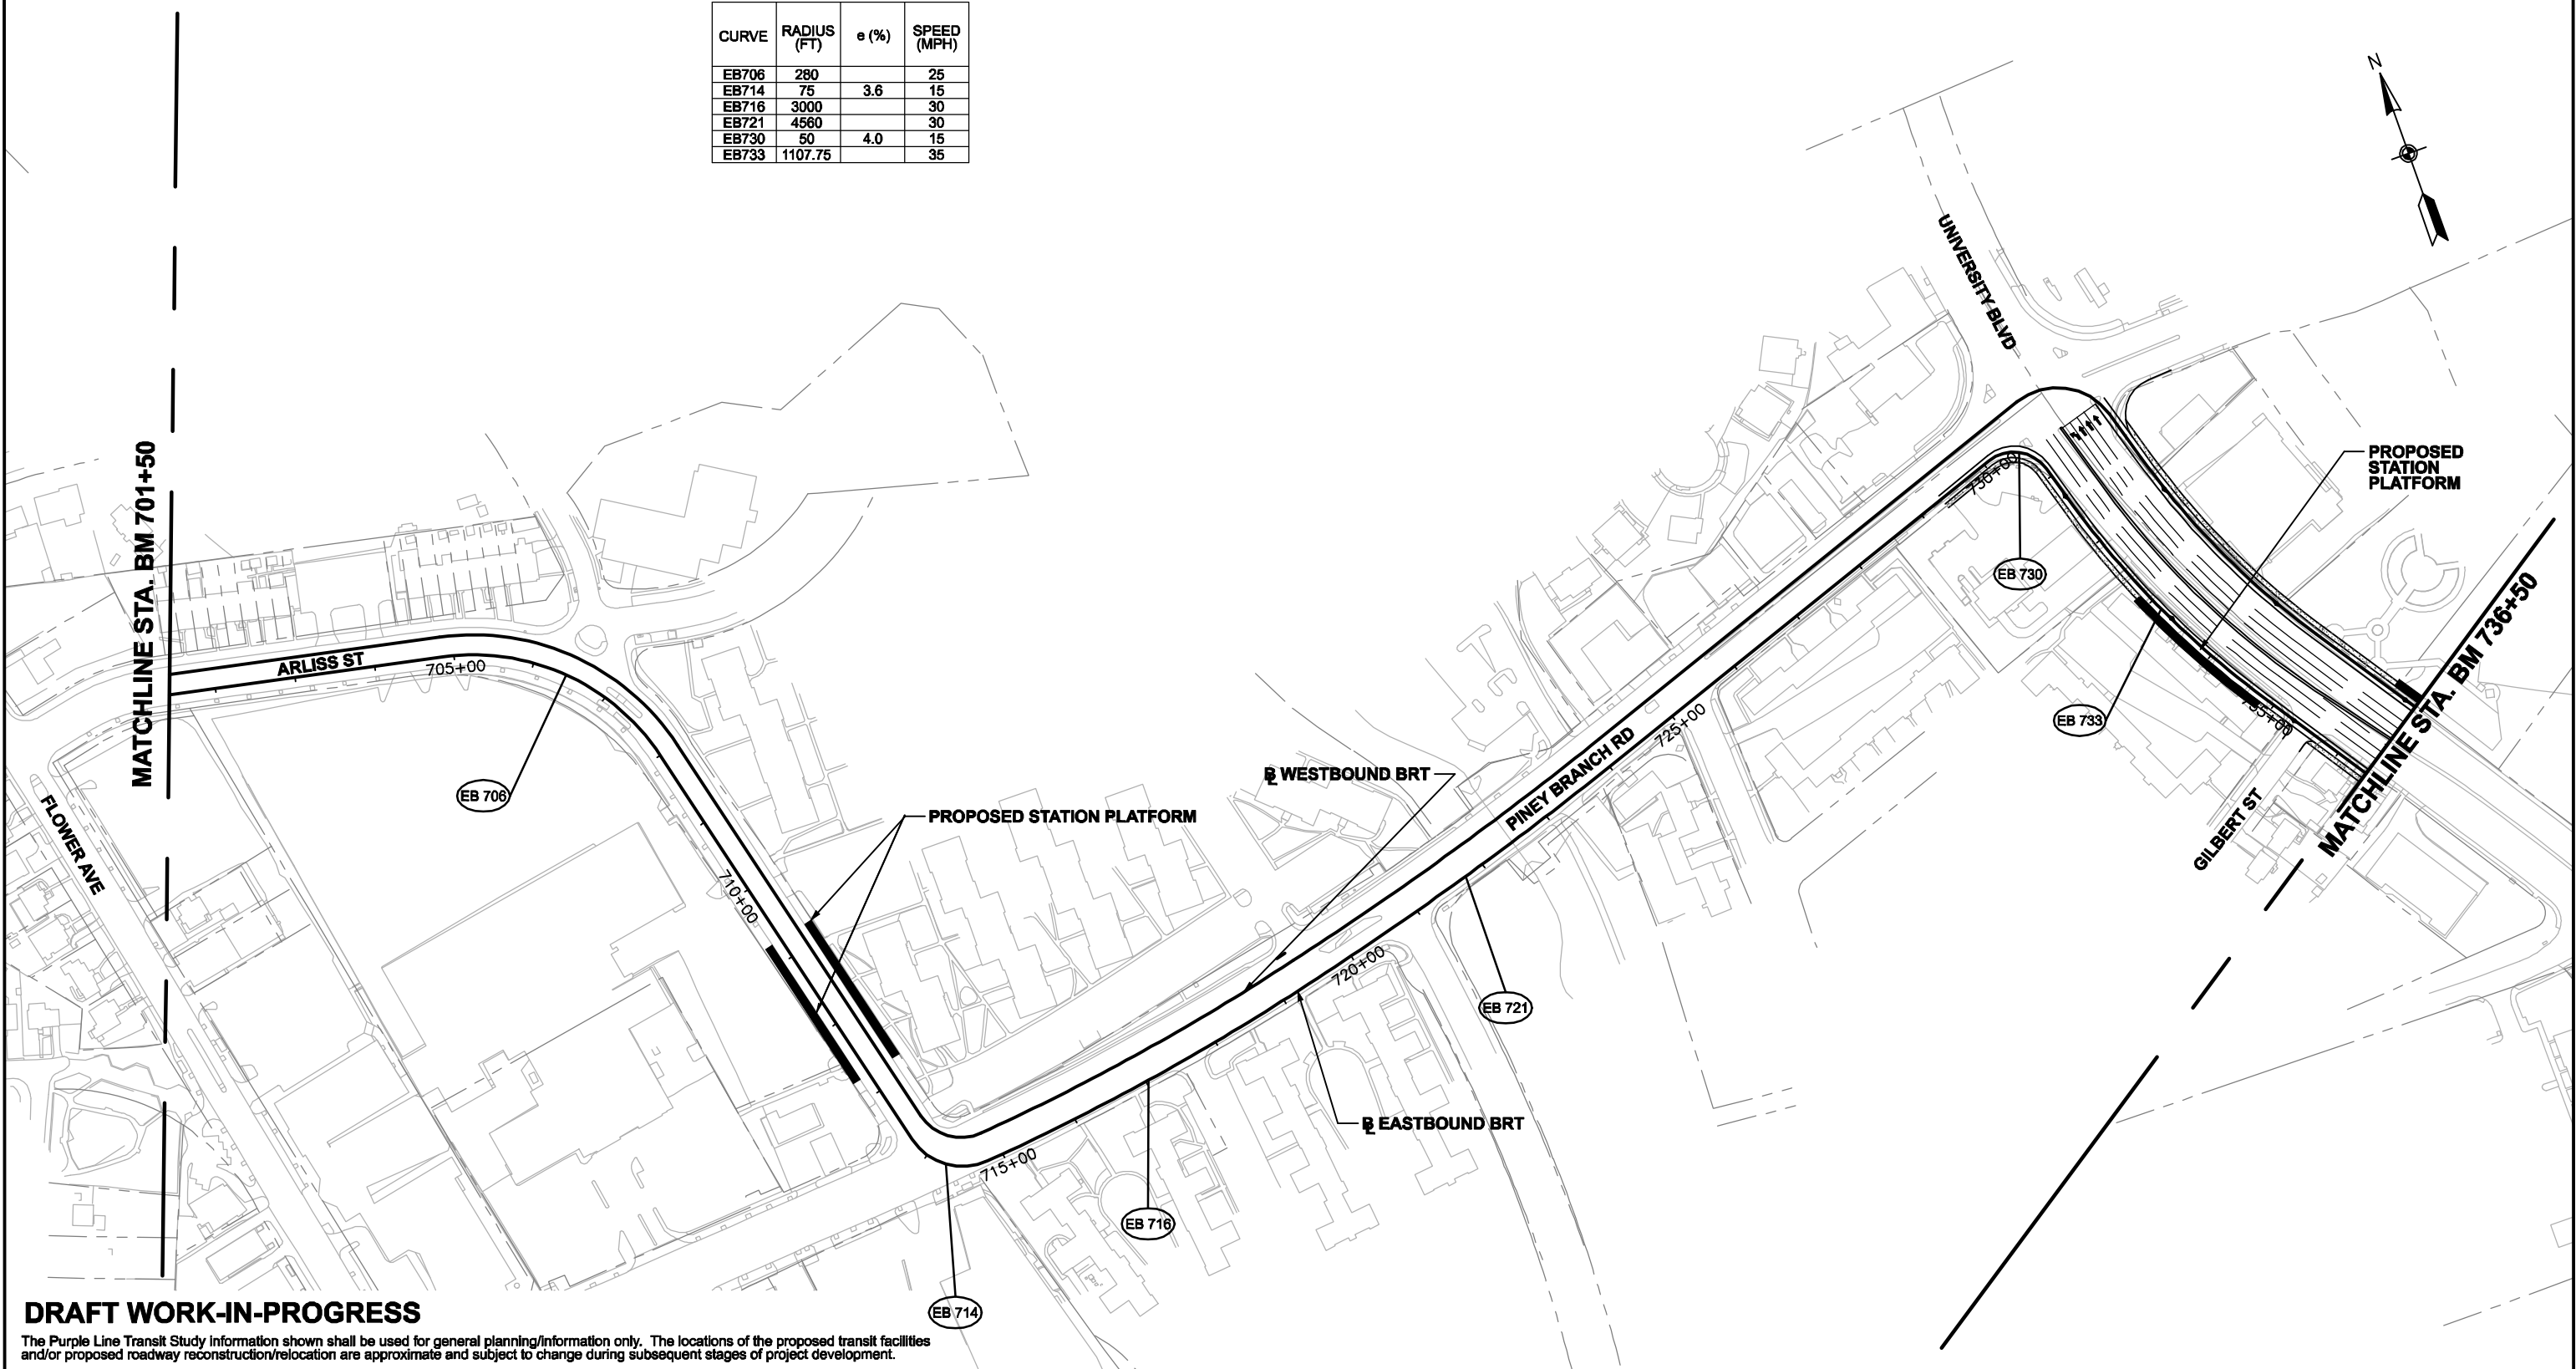 CURVE RADIUS (FT) e (%) SPEED (MPH)
EB706 280 25
EB714 75 3.6 15
EB716 3000 30
EB721 4560 30
EB730 50 4.0 15
EB733 1107.75 35
N
UNIVERSITY BLVD
MATCHLINE STA. BM 701+50
PROPOSED
STATION
PLATFORM
730+00
EB 730
MATCHLINE STA. BM 736+50
ARLISS ST
705+00
EB 706
FLOWER AVE
EB 733
735+00
725+00
PINEY BRANCH RD
BL WESTBOUND BRT
PROPOSED STATION PLATFORM
710+00
GILBERT ST
720+00
EB 721
BL EASTBOUND BRT
715+00
EB 716
EB 714
DRAFT WORK-IN-PROGRESS
The Purple Line Transit Study information shown shall be used for general planning/information only. The locations of the proposed transit facilities
and/or proposed roadway reconstruction/relocation are approximate and subject to change during subsequent stages of project development.